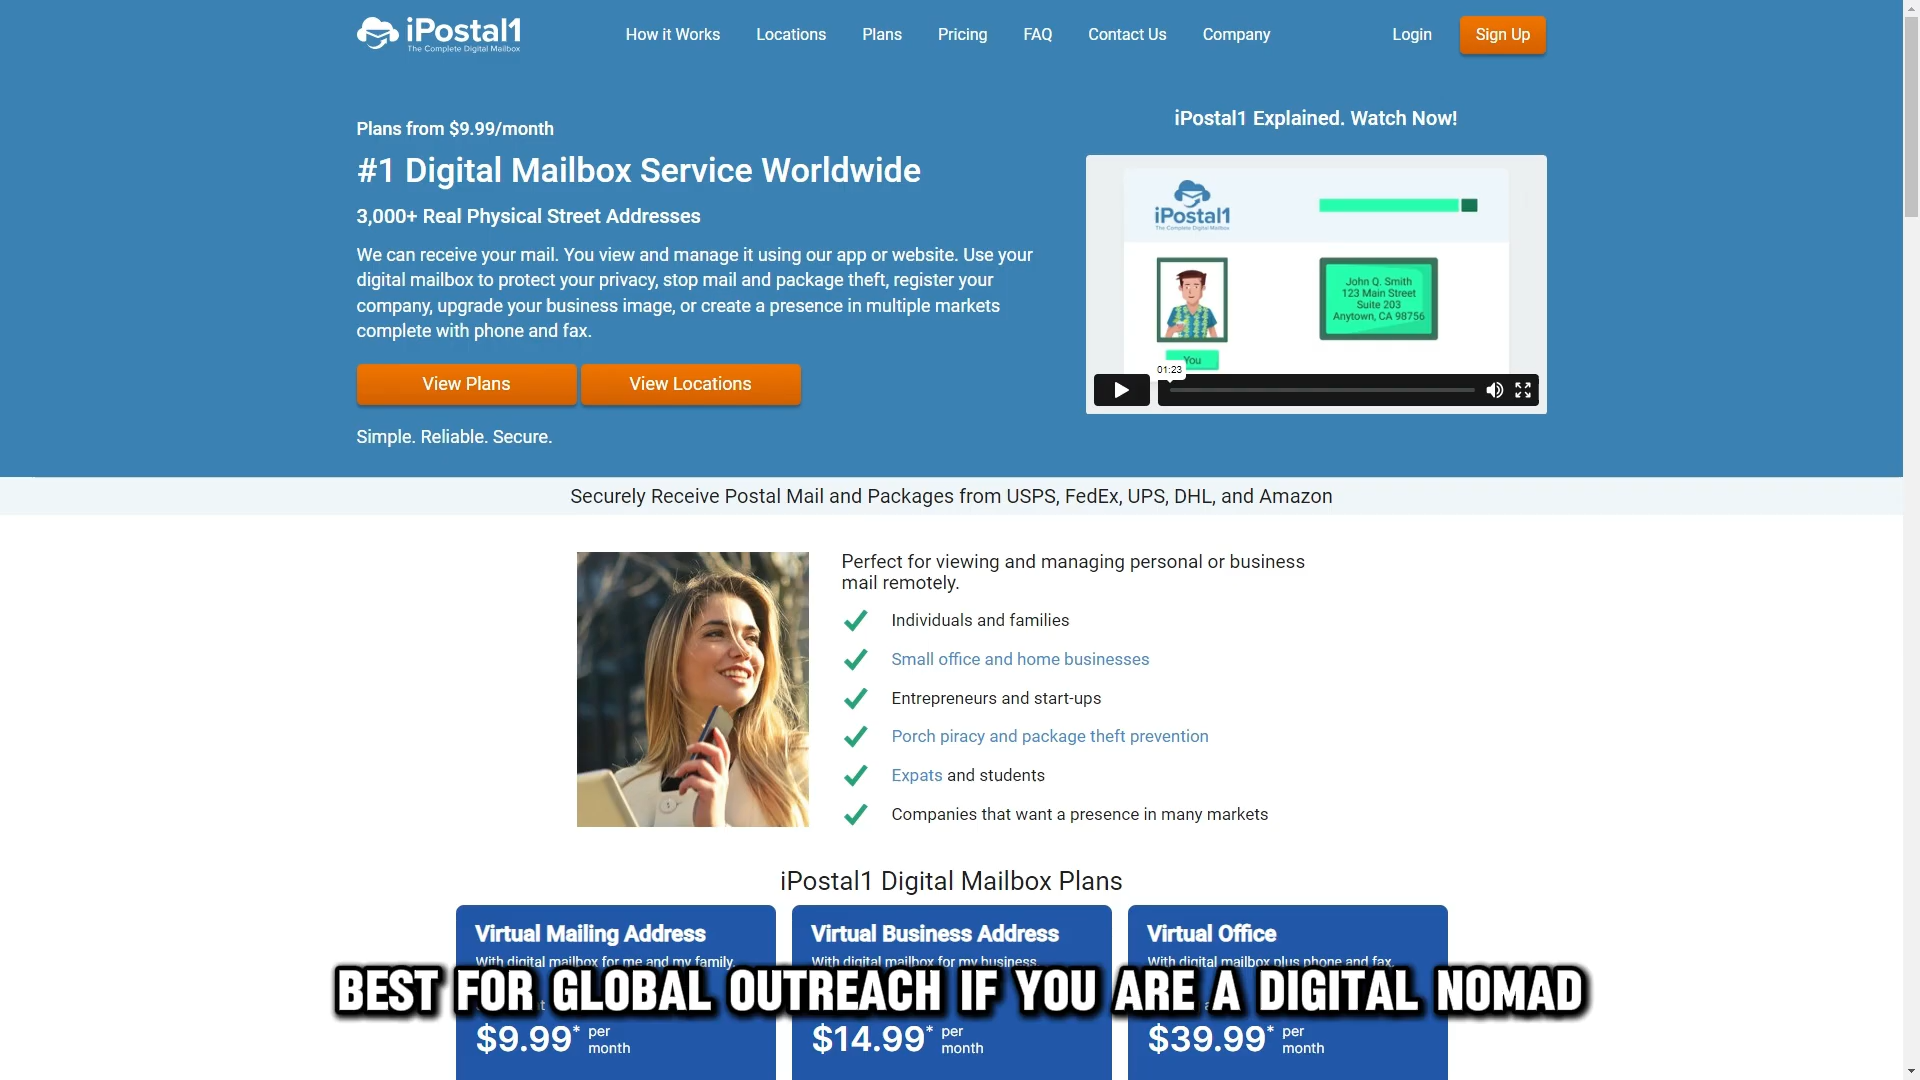 iPostal1
The Complete Digital Mailbox
How it Works
Locations
Plans
Pricing
FAQ
Contact Us
Company
Login
Sign Up
Plans from $9.99/month
#1 Digital Mailbox Service Worldwide
3,000+ Real Physical Street Addresses
We can receive your mail. You view and manage it using our app or website. Use your
digital mailbox to protect your privacy, stop mail and package theft, register your
company, upgrade your business image, or create a presence in multiple markets
complete with phone and fax.
View Plans
View Locations
Simple. Reliable. Secure.
iPostal1 Explained. Watch Now!
iPostal1
The Complete Digital Mailbox
John Q. Smith
123 Main Street
Suite 203
Anytown, CA 98756
You
01:23
Securely Receive Postal Mail and Packages from USPS, FedEx, UPS, DHL, and Amazon
Perfect for viewing and managing personal or business
mail remotely.
Individuals and families
Small office and home businesses
Entrepreneurs and start-ups
Porch piracy and package theft prevention
Expats and students
Companies that want a presence in many markets
iPostal1 Digital Mailbox Plans
Virtual Mailing Address
With digital mailbox for me and my family.
$9.99* per
month
Virtual Business Address
With digital mailbox for my business.
$14.99* per
month
Virtual Office
With digital mailbox plus phone and fax.
$39.99* per
month
BEST FOR GLOBAL OUTREACH IF YOU ARE A DIGITAL NOMAD